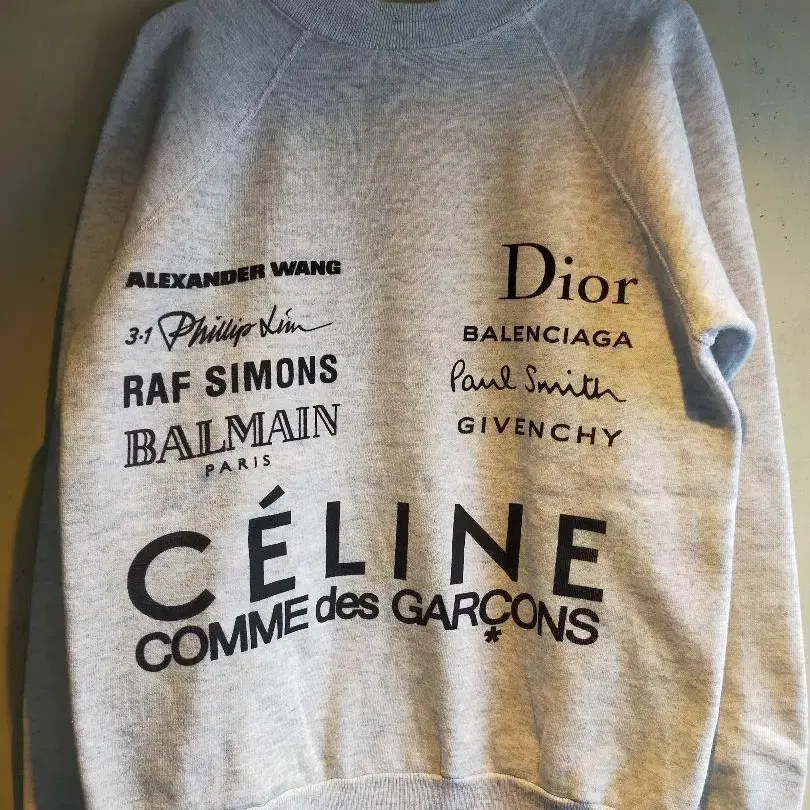 ALEXANDER WANG
3·1 Phillip Lim
RAF SIMONS
BALMAIN
PARIS
Dior
BALENCIAGA
Paul Smith
GIVENCHY
CÉLINE
COMME des GARÇONS
*